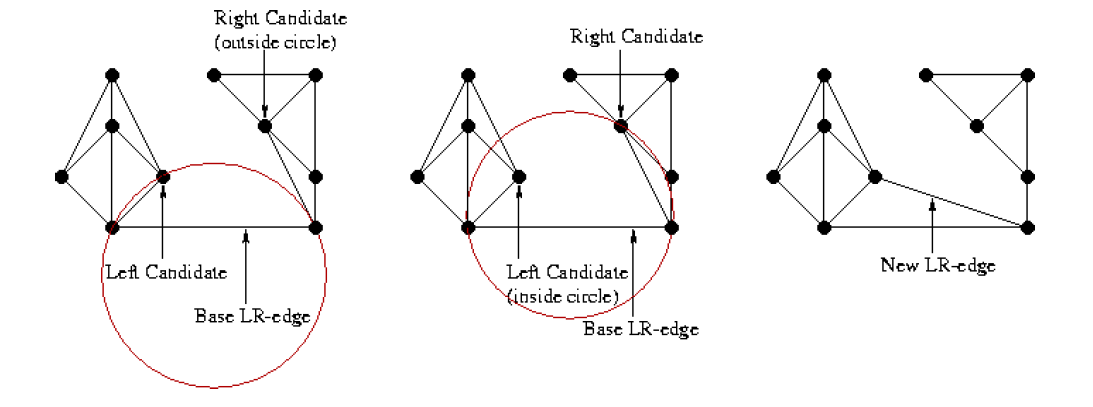 Right Candidate
(outside circle)
Left Candidate
Base LR-edge
Right Candidate
Left Candidate
(inside circle)
Base LR-edge
New LR-edge